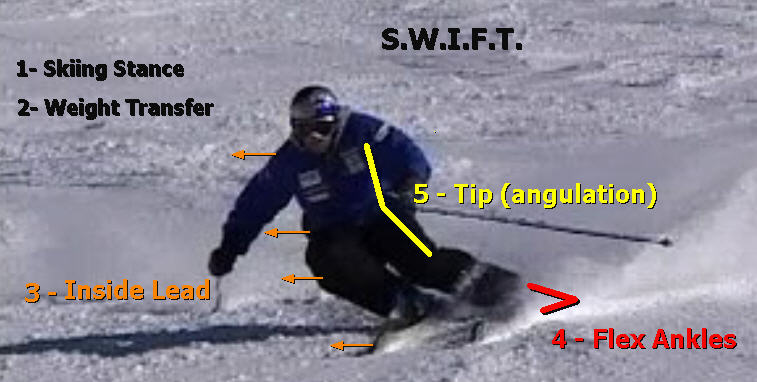 S.W.I.F.T.
1- Skiing Stance
2- Weight Transfer
5 - Tip (angulation)
3 - Inside Lead
4 - Flex Ankles